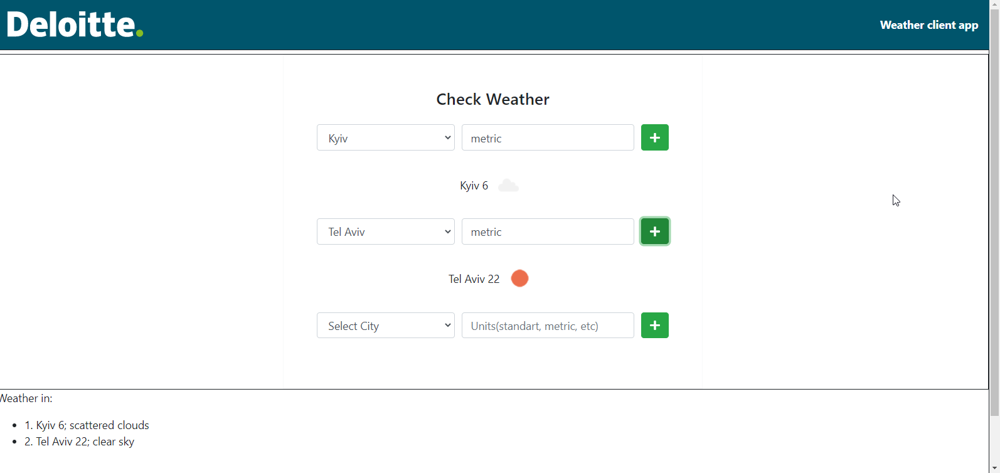 Deloitte.
Weather client app
Check Weather
Kyiv metric +
Kyiv 6
Tel Aviv metric +
Tel Aviv 22
Select City Units(standart, metric, etc) +
Weather in:
• 1. Kyiv 6; scattered clouds
• 2. Tel Aviv 22; clear sky